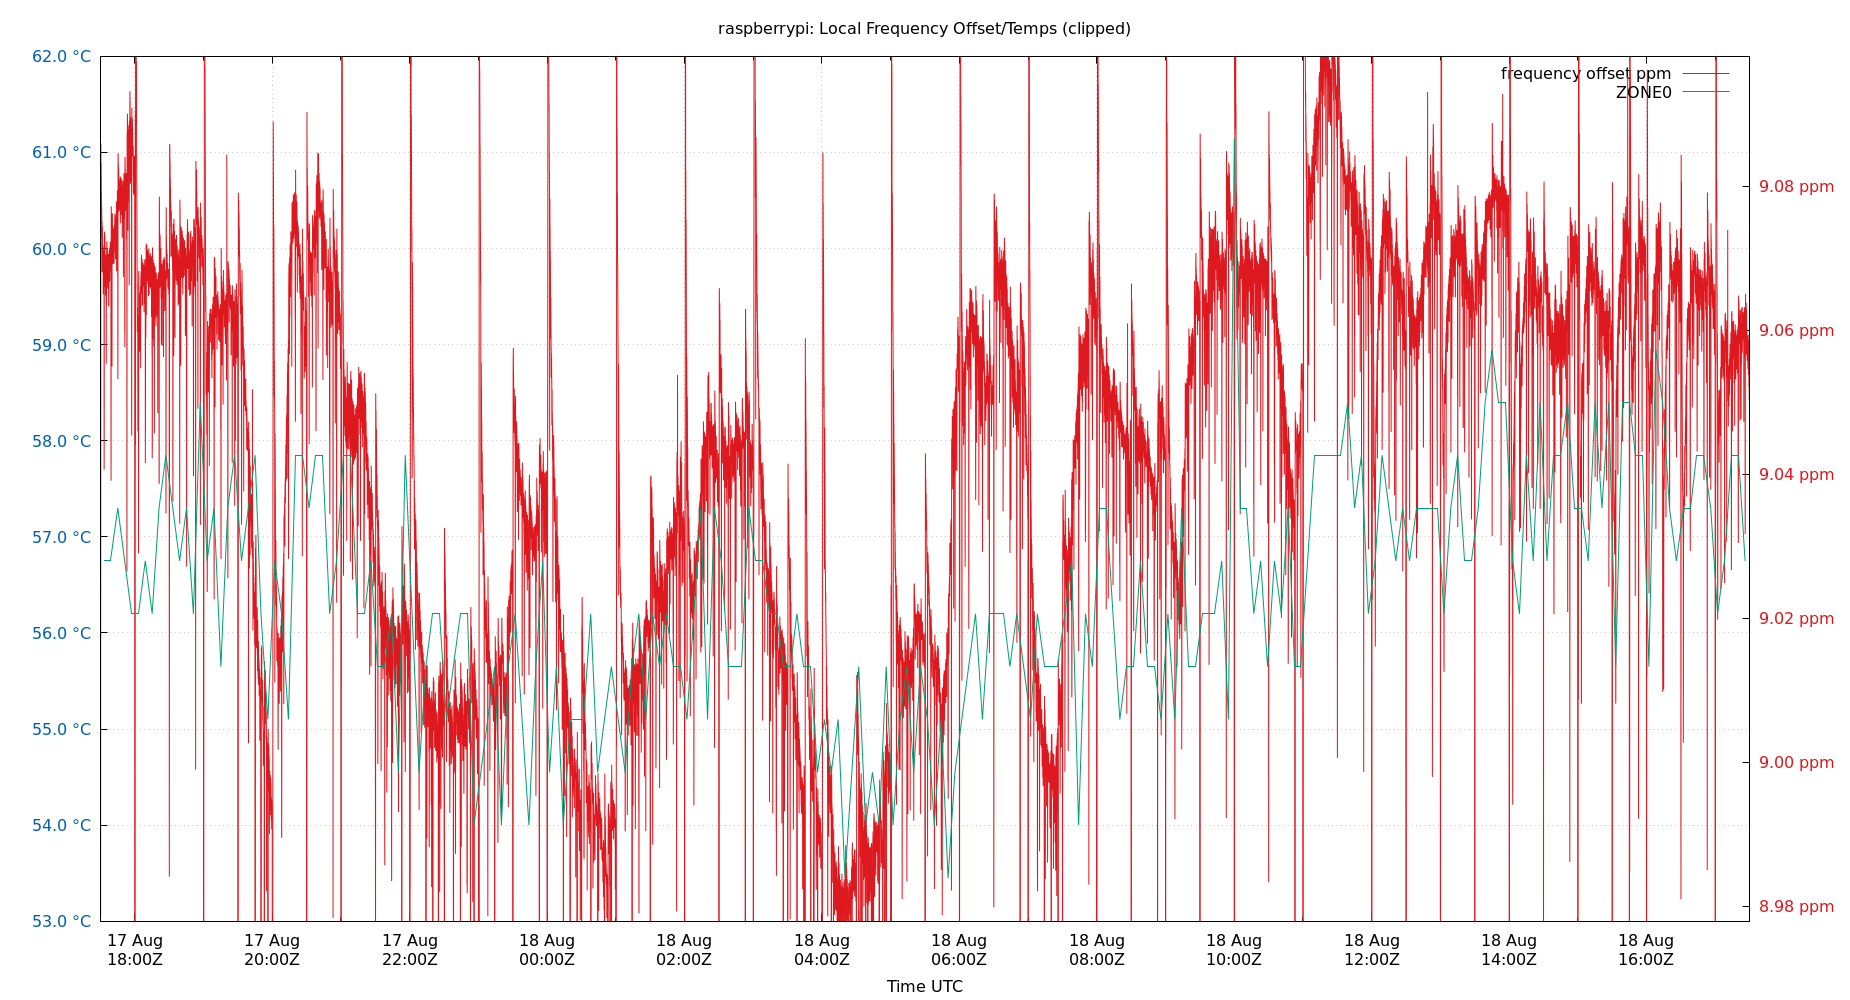 raspberrypi: Local Frequency Offset/Temps (clipped)
62.0 °C
61.0 °C
60.0 °C
59.0 °C
58.0 °C
57.0 °C
56.0 °C
55.0 °C
54.0 °C
53.0 °C
frequency offset ppm
ZONE0
9.08 ppm
9.06 ppm
9.04 ppm
9.02 ppm
9.00 ppm
8.98 ppm
17 Aug 17 Aug 17 Aug 18 Aug 18 Aug 18 Aug 18 Aug 18 Aug 18 Aug 18 Aug 18 Aug 18 Aug
18:00Z 20:00Z 22:00Z 00:00Z 02:00Z 04:00Z 06:00Z 08:00Z 10:00Z 12:00Z 14:00Z 16:00Z
Time UTC